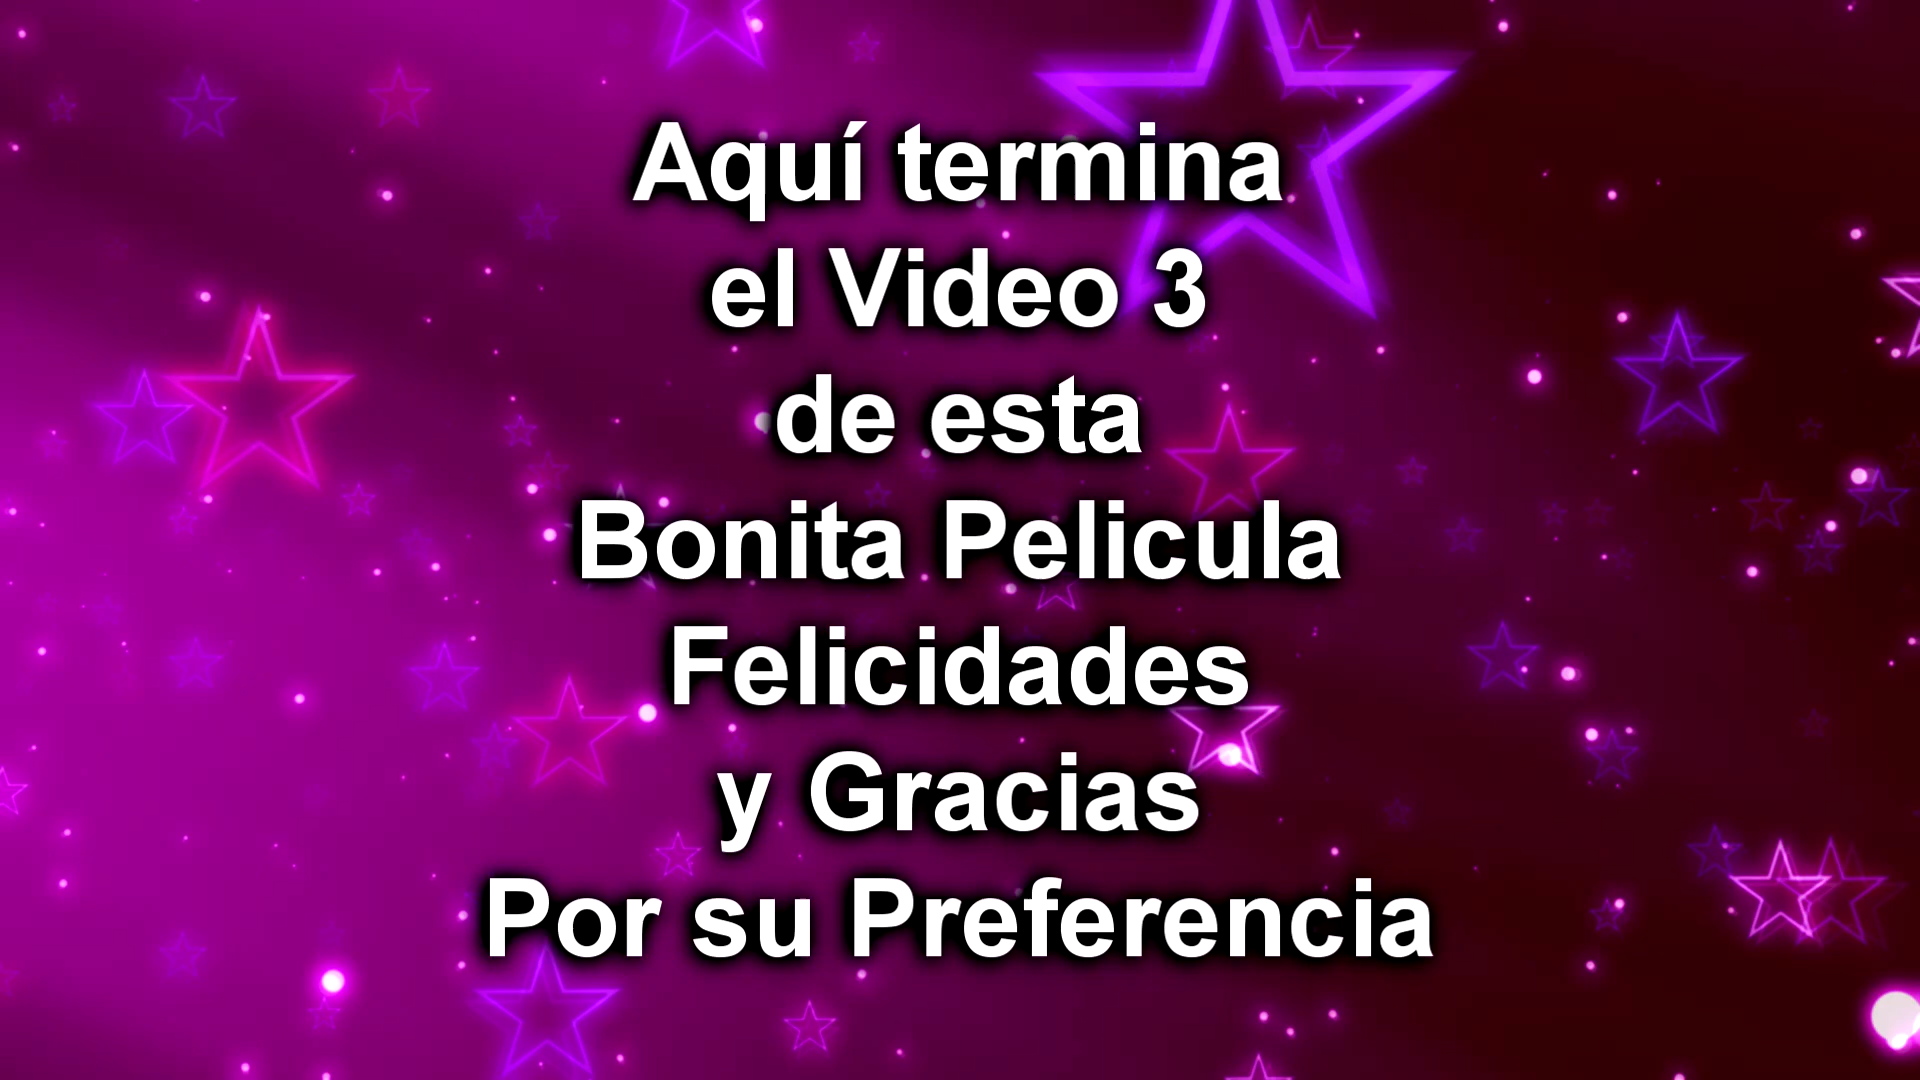 Aquí termina
el Video 3
de esta
Bonita Pelicula
Felicidades
y Gracias
Por su Preferencia